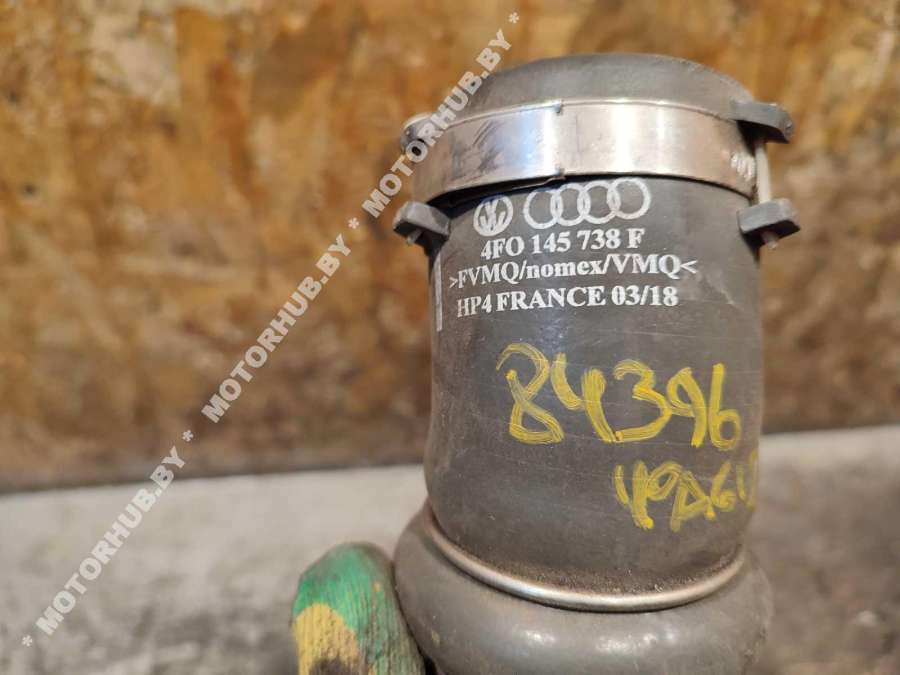 * MOTORHUB.BY * MOTORHUB.BY * MOTORHUB.BY *
4F0 145 738 F
>FVMQ/nomex/VMQ<
HP4 FRANCE 03/18
84396